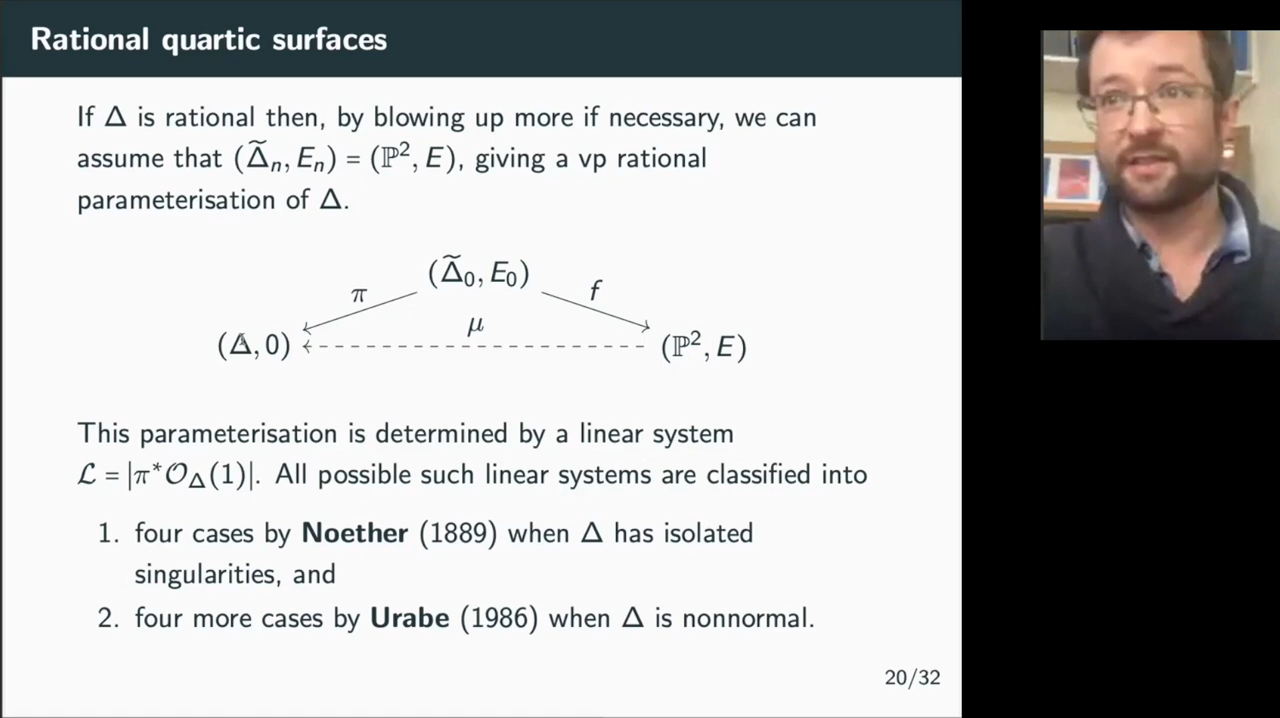 Rational quartic surfaces
If Δ is rational then, by blowing up more if necessary, we can
assume that (Δ̃ₙ, Eₙ) = (ℙ², E), giving a vp rational
parameterisation of Δ.
(Δ̃₀, E₀)
π
f
μ
(Δ, 0)
(ℙ², E)
This parameterisation is determined by a linear system
ℒ = |π*𝒪_Δ(1)|. All possible such linear systems are classified into
1. four cases by Noether (1889) when Δ has isolated
singularities, and
2. four more cases by Urabe (1986) when Δ is nonnormal.
20/32